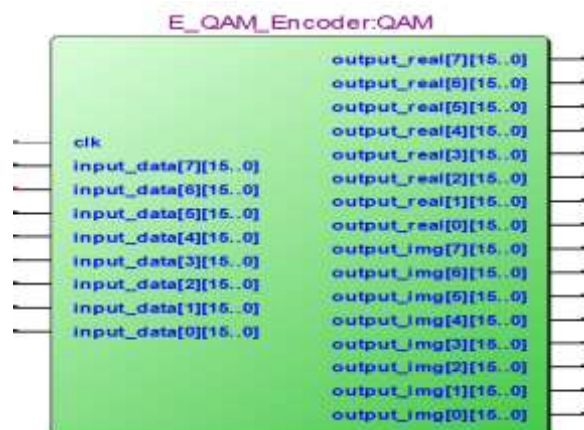 E_QAM_Encoder:QAM
clk
input_data[7][15..0]
input_data[6][15..0]
input_data[5][15..0]
input_data[4][15..0]
input_data[3][15..0]
input_data[2][15..0]
input_data[1][15..0]
input_data[0][15..0]
output_real[7][15..0]
output_real[6][15..0]
output_real[5][15..0]
output_real[4][15..0]
output_real[3][15..0]
output_real[2][15..0]
output_real[1][15..0]
output_real[0][15..0]
output_img[7][15..0]
output_img[6][15..0]
output_img[5][15..0]
output_img[4][15..0]
output_img[3][15..0]
output_img[2][15..0]
output_img[1][15..0]
output_img[0][15..0]